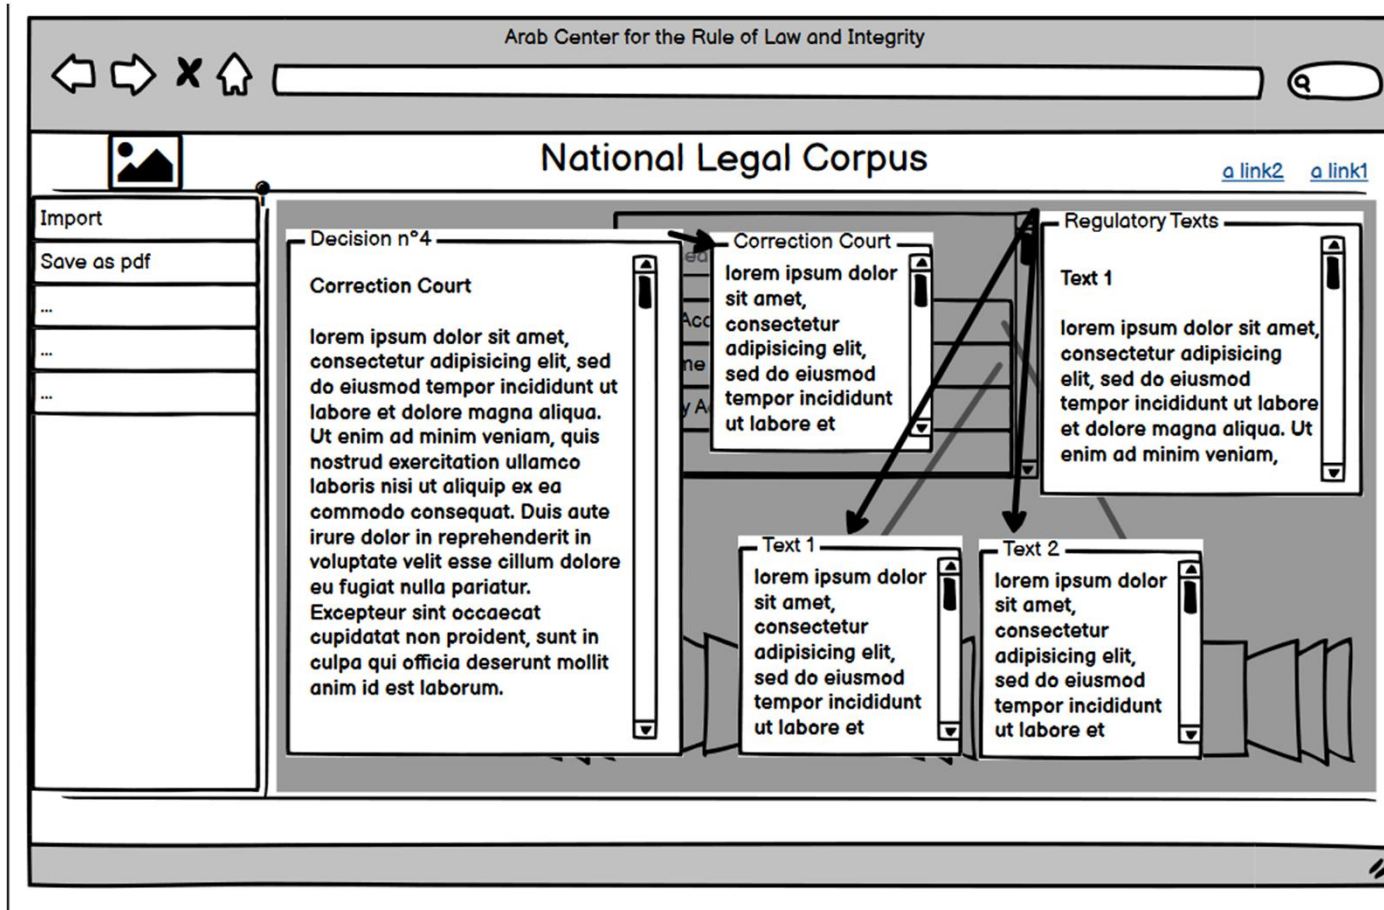 Arab Center for the Rule of Law and Integrity
National Legal Corpus
a link2
a link1
Import
Save as pdf
...
...
...
Decision n°4
Correction Court
lorem ipsum dolor sit amet,
consectetur adipisicing elit, sed
do eiusmod tempor incididunt ut
labore et dolore magna aliqua.
Ut enim ad minim veniam, quis
nostrud exercitation ullamco
laboris nisi ut aliquip ex ea
commodo consequat. Duis aute
irure dolor in reprehenderit in
voluptate velit esse cillum dolore
eu fugiat nulla pariatur.
Excepteur sint occaecat
cupidatat non proident, sunt in
culpa qui officia deserunt mollit
anim id est laborum.
Correction Court
lorem ipsum dolor
sit amet,
consectetur
adipisicing elit,
sed do eiusmod
tempor incididunt
ut labore et
Regulatory Texts
Text 1
lorem ipsum dolor sit amet,
consectetur adipisicing
elit, sed do eiusmod
tempor incididunt ut labore
et dolore magna aliqua. Ut
enim ad minim veniam,
Text 1
lorem ipsum dolor
sit amet,
consectetur
adipisicing elit,
sed do eiusmod
tempor incididunt
ut labore et
Text 2
lorem ipsum dolor
sit amet,
consectetur
adipisicing elit,
sed do eiusmod
tempor incididunt
ut labore et